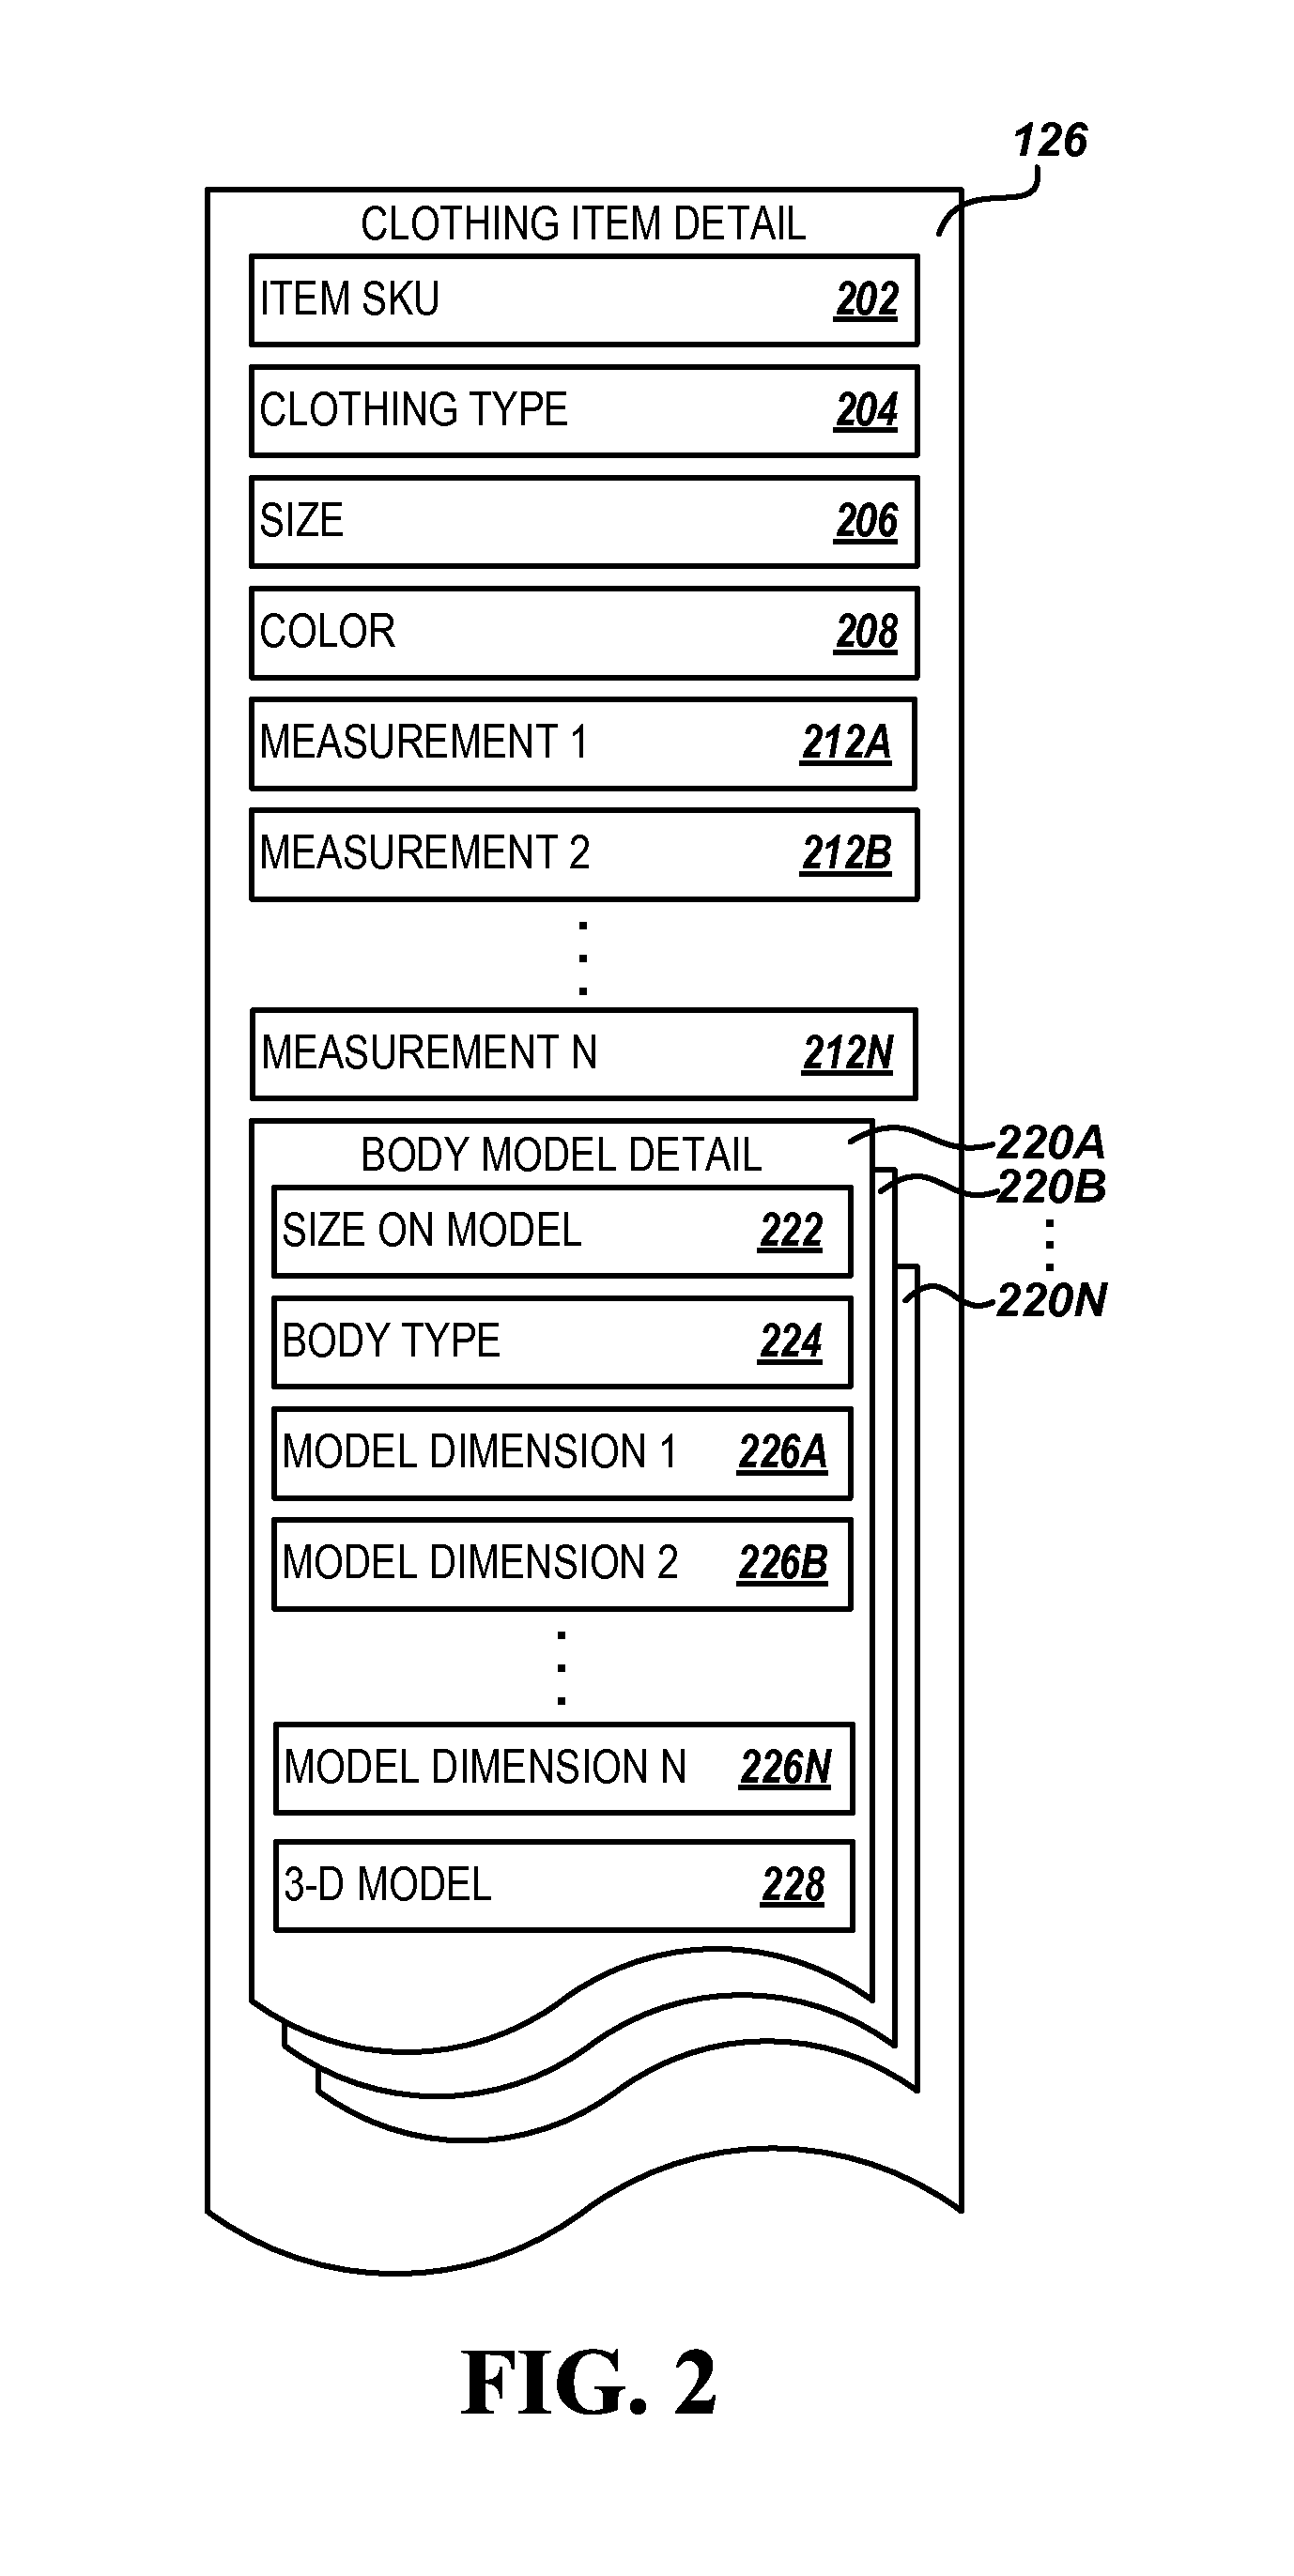 126
CLOTHING ITEM DETAIL
ITEM SKU 202
CLOTHING TYPE 204
SIZE 206
COLOR 208
MEASUREMENT 1 212A
MEASUREMENT 2 212B
MEASUREMENT N 212N
BODY MODEL DETAIL 220A
220B
SIZE ON MODEL 222
220N
BODY TYPE 224
MODEL DIMENSION 1 226A
MODEL DIMENSION 2 226B
MODEL DIMENSION N 226N
3-D MODEL 228
FIG. 2